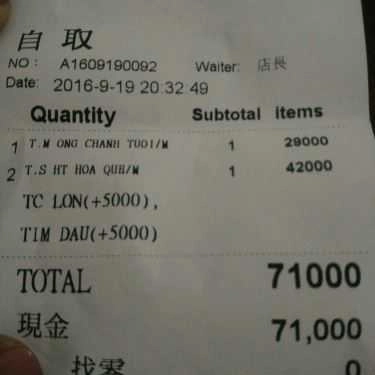 自 取
NO： A1609190092 Waiter: 店長
Date: 2016-9-19 20:32:49
Quantity Subtotal items
1 T.M ONG CHANH TUOI/M 1 29000
2 T.S HT HOA QUH/M 1 42000
TC LON(+5000),
TIM DAU(+5000)
TOTAL 71000
現金 71,000
找零 0